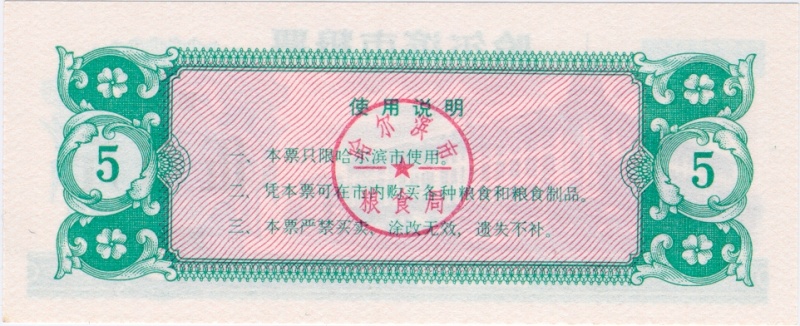 使用说明
一、本票只限哈尔滨市使用。
二、凭本票可在市内购买各种粮食和粮食制品。
三、本票严禁买卖，涂改无效，遗失不补。
哈尔滨市
粮食局
5
5